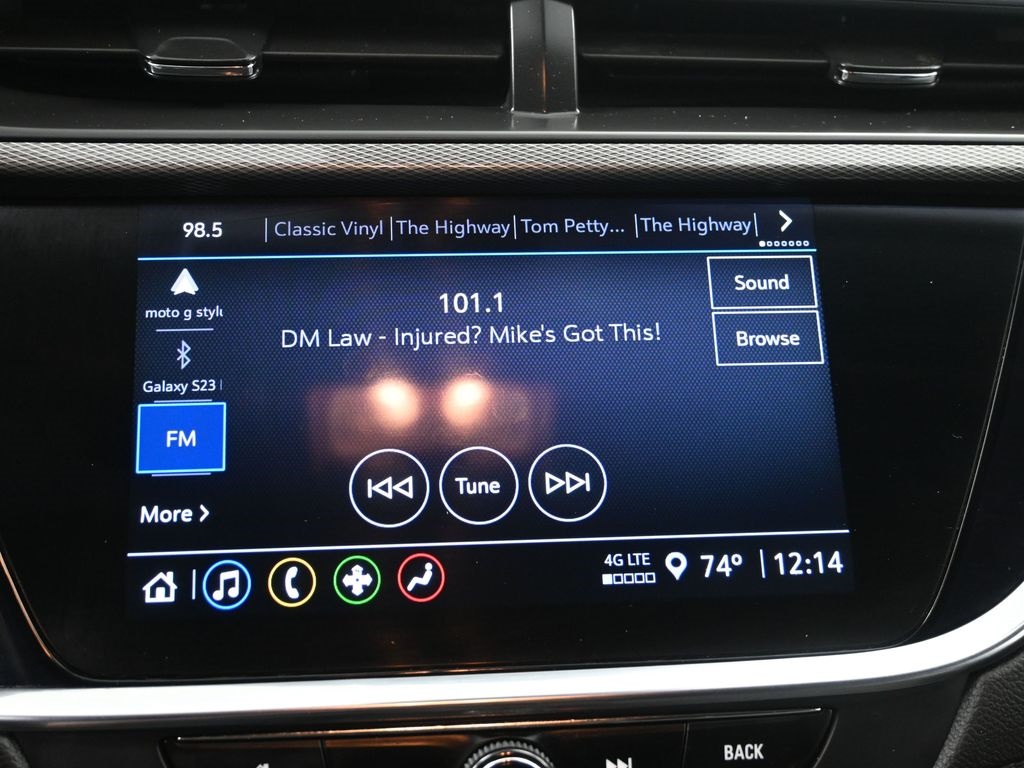 98.5 Classic Vinyl The Highway Tom Petty... The Highway
moto g stylu
Galaxy S23
FM
More
101.1
DM Law - Injured? Mike's Got This!
Sound
Browse
Tune
4G LTE
74°
12:14
BACK